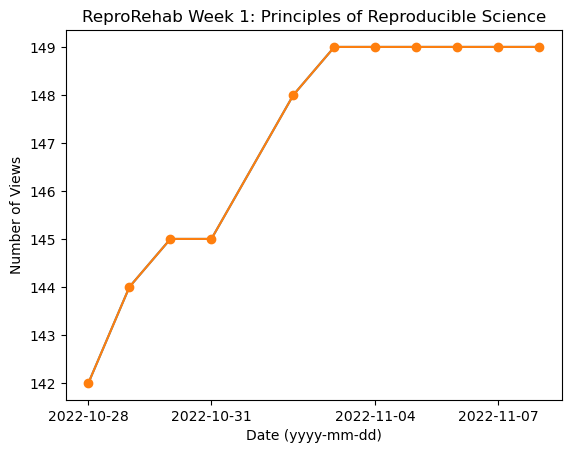 ReproRehab Week 1: Principles of Reproducible Science
149
148
147
146
145
144
143
142
Number of Views
2022-10-28 2022-10-31 2022-11-04 2022-11-07
Date (yyyy-mm-dd)